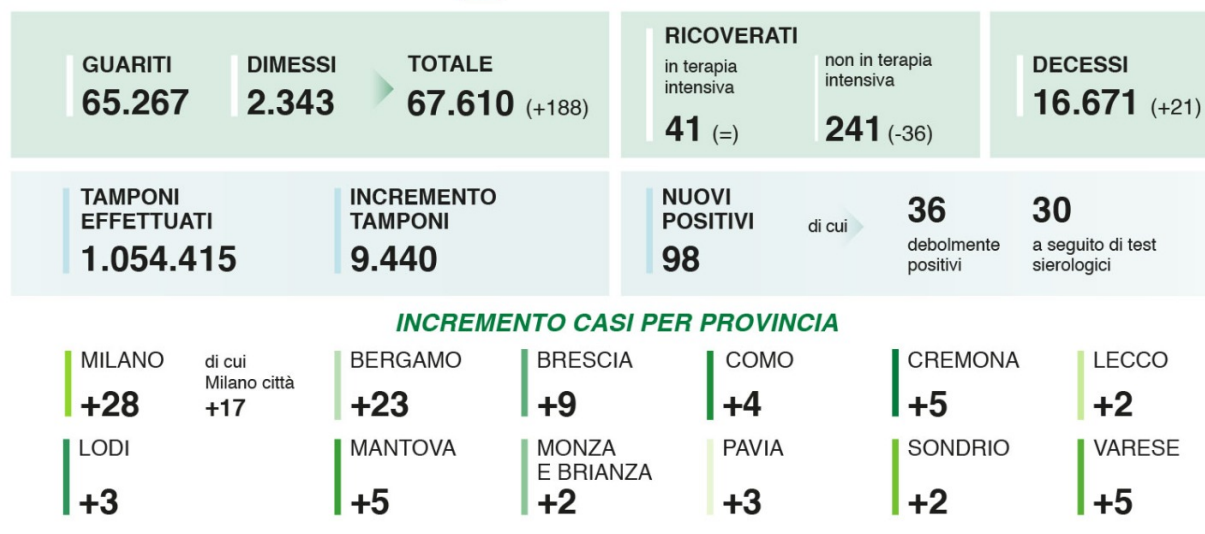 GUARITI
65.267
DIMESSI
2.343
TOTALE
67.610 (+188)
RICOVERATI
in terapia
intensiva
41 (=)
non in terapia
intensiva
241 (-36)
DECESSI
16.671 (+21)
TAMPONI
EFFETTUATI
1.054.415
INCREMENTO
TAMPONI
9.440
NUOVI
POSITIVI
98
di cui
36
debolmente
positivi
30
a seguito di test
sierologici
INCREMENTO CASI PER PROVINCIA
MILANO
+28
di cui
Milano città
+17
BERGAMO
+23
BRESCIA
+9
COMO
+4
CREMONA
+5
LECCO
+2
LODI
+3
MANTOVA
+5
MONZA
E BRIANZA
+2
PAVIA
+3
SONDRIO
+2
VARESE
+5